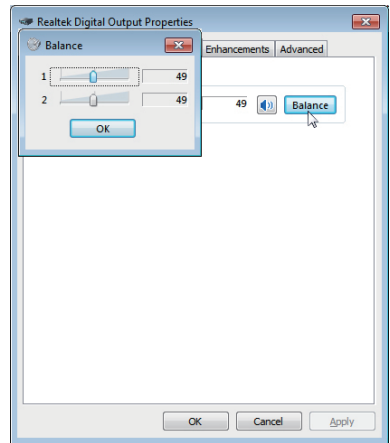 Realtek Digital Output Properties
Balance
Enhancements Advanced
1 49
2 49
OK
49 Balance
OK Cancel Apply